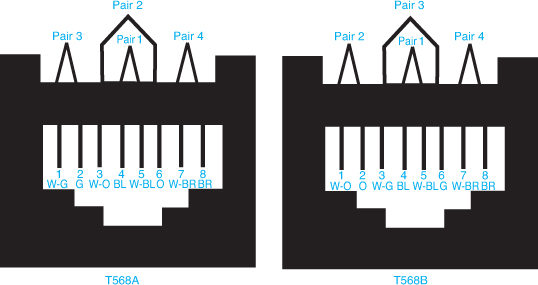 Pair 2
Pair 3 Pair 1 Pair 4
1 2 3 4 5 6 7 8
W-G G W-O BL W-BL O W-BR BR
T568A
Pair 3
Pair 2 Pair 1 Pair 4
1 2 3 4 5 6 7 8
W-O O W-G BL W-BL G W-BR BR
T568B